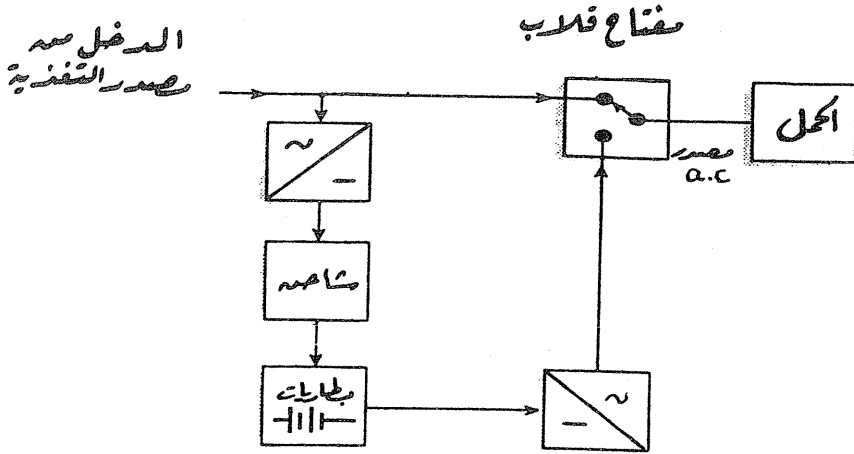 مفتاح قلاب
الدخل من
مصدر التغذية
الحمل
مصدر
a.c
~
–
شاحن
بطاريات
~
–